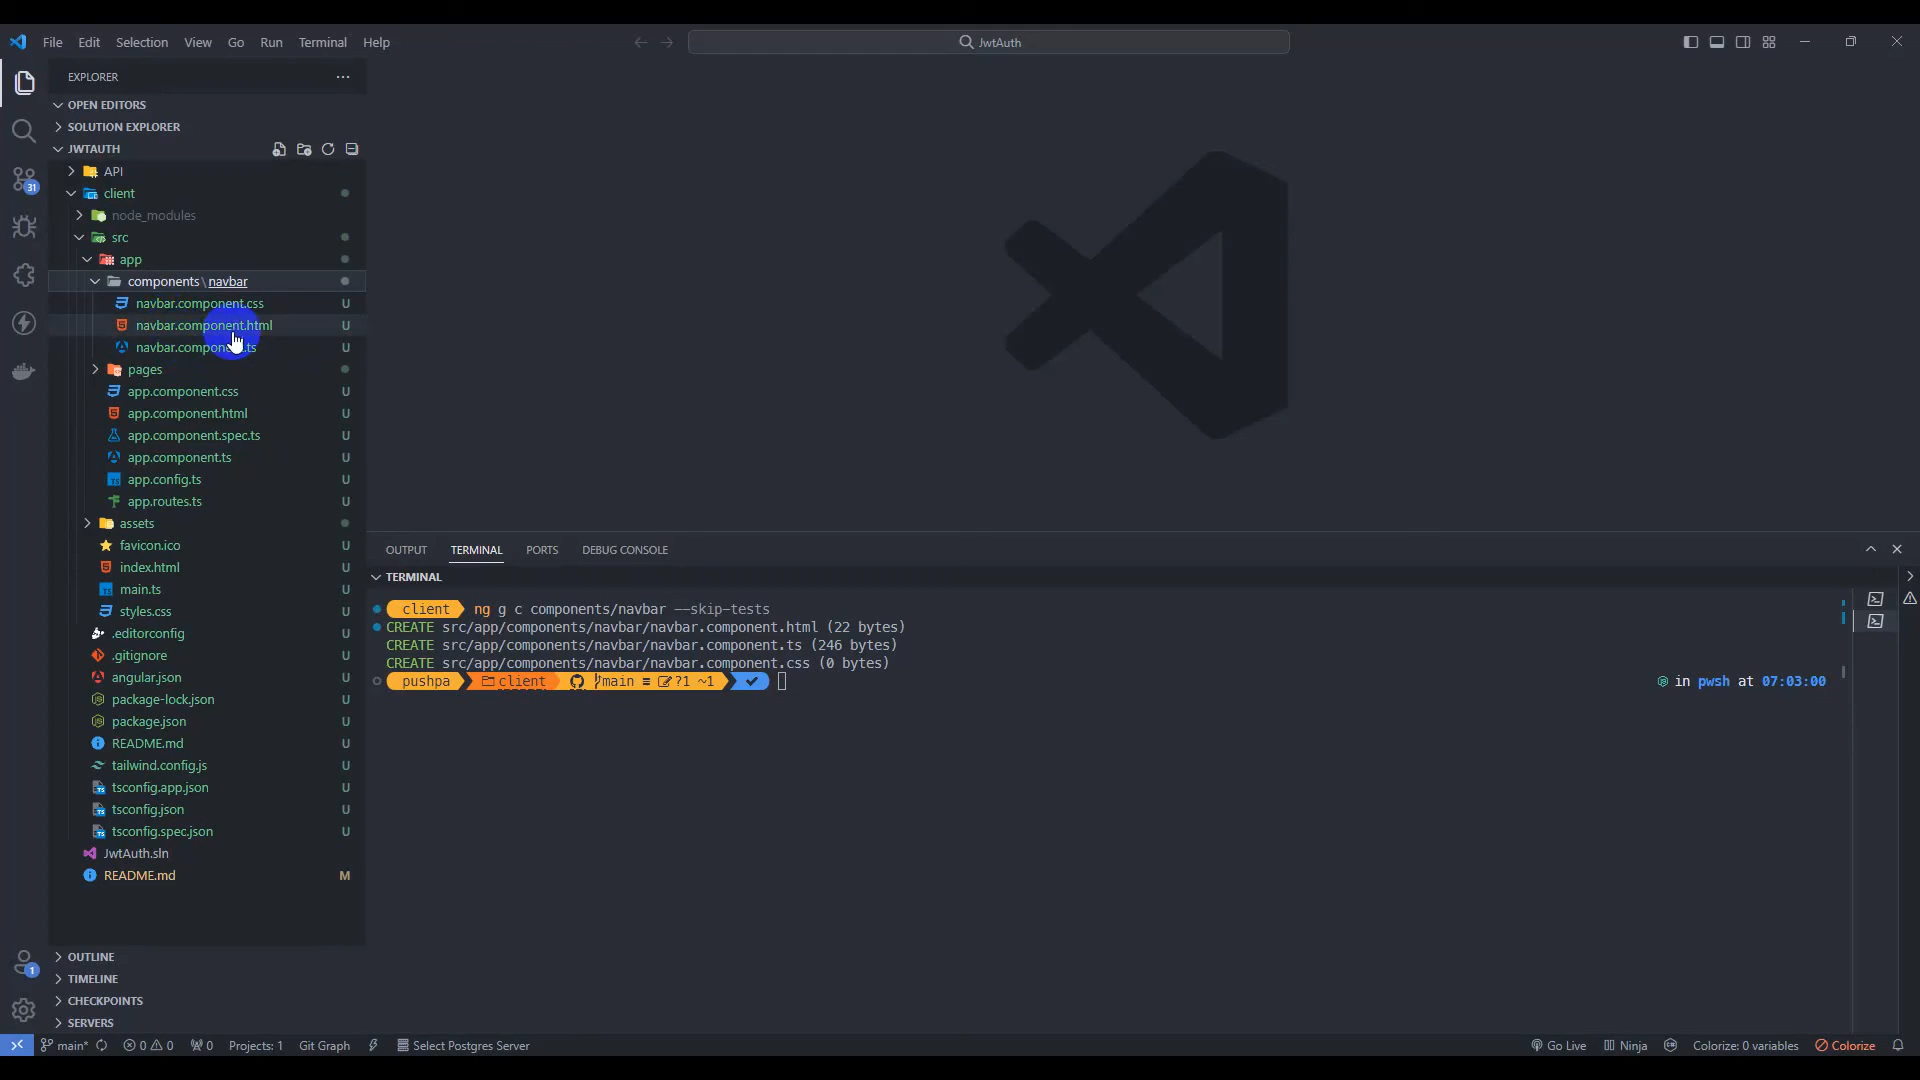 File Edit Selection View Go Run Terminal Help
JwtAuth
EXPLORER
OPEN EDITORS
SOLUTION EXPLORER
JWTAUTH
API
client
node_modules
src
app
components\navbar
navbar.component.css U
navbar.component.html U
navbar.component.ts U
pages
app.component.css U
app.component.html U
app.component.spec.ts U
app.component.ts U
app.config.ts U
app.routes.ts U
assets
favicon.ico U
index.html U
main.ts U
styles.css U
.editorconfig U
.gitignore U
angular.json U
package-lock.json U
package.json U
README.md U
tailwind.config.js U
tsconfig.app.json U
tsconfig.json U
tsconfig.spec.json U
JwtAuth.sln
README.md M
OUTLINE
TIMELINE
CHECKPOINTS
SERVERS
31
1
OUTPUT TERMINAL PORTS DEBUG CONSOLE
TERMINAL
client ng g c components/navbar --skip-tests
CREATE src/app/components/navbar/navbar.component.html (22 bytes)
CREATE src/app/components/navbar/navbar.component.ts (246 bytes)
CREATE src/app/components/navbar/navbar.component.css (0 bytes)
pushpa client main ≡ ?1 ~1 in pwsh at 07:03:00
main* 0 0 0 Projects: 1 Git Graph Select Postgres Server Go Live Ninja Colorize: 0 variables Colorize